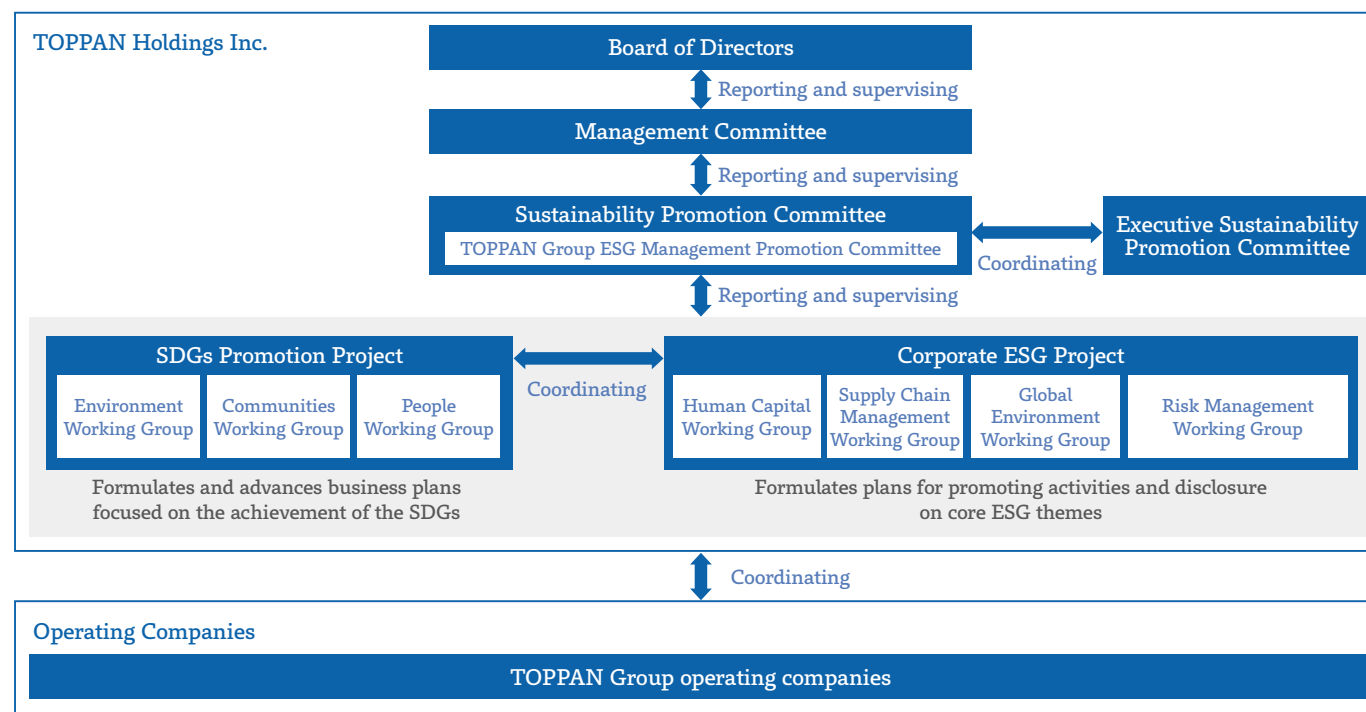 TOPPAN Holdings Inc.
Board of Directors
Reporting and supervising
Management Committee
Reporting and supervising
Sustainability Promotion Committee
TOPPAN Group ESG Management Promotion Committee
Coordinating
Executive Sustainability
Promotion Committee
Reporting and supervising
SDGs Promotion Project
Environment
Working Group
Communities
Working Group
People
Working Group
Formulates and advances business plans
focused on the achievement of the SDGs
Coordinating
Corporate ESG Project
Human Capital
Working Group
Supply Chain
Management
Working Group
Global
Environment
Working Group
Risk Management
Working Group
Formulates plans for promoting activities and disclosure
on core ESG themes
Coordinating
Operating Companies
TOPPAN Group operating companies